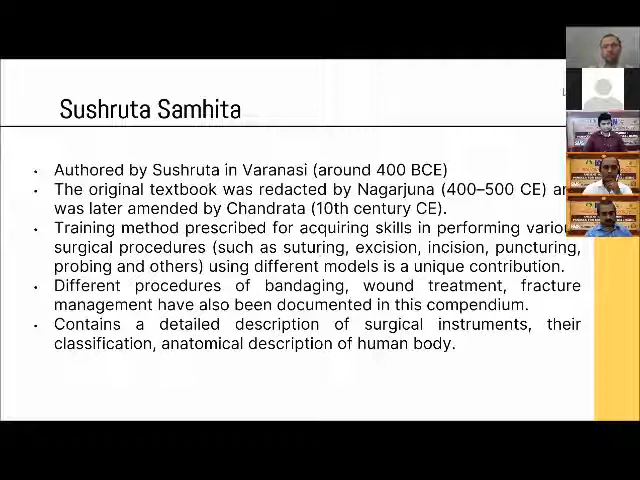 Sushruta Samhita
• Authored by Sushruta in Varanasi (around 400 BCE)
• The original textbook was redacted by Nagarjuna (400–500 CE)
was later amended by Chandrata (10th century CE).
• Training method prescribed for acquiring skills in performing
surgical procedures (such as suturing, excision, incision, puncturing,
probing and others) using different models is a unique contribution.
• Different procedures of bandaging, wound treatment, fracture
management have also been documented in this compendium.
• Contains a detailed description of surgical instruments, their
classification, anatomical description of human body.